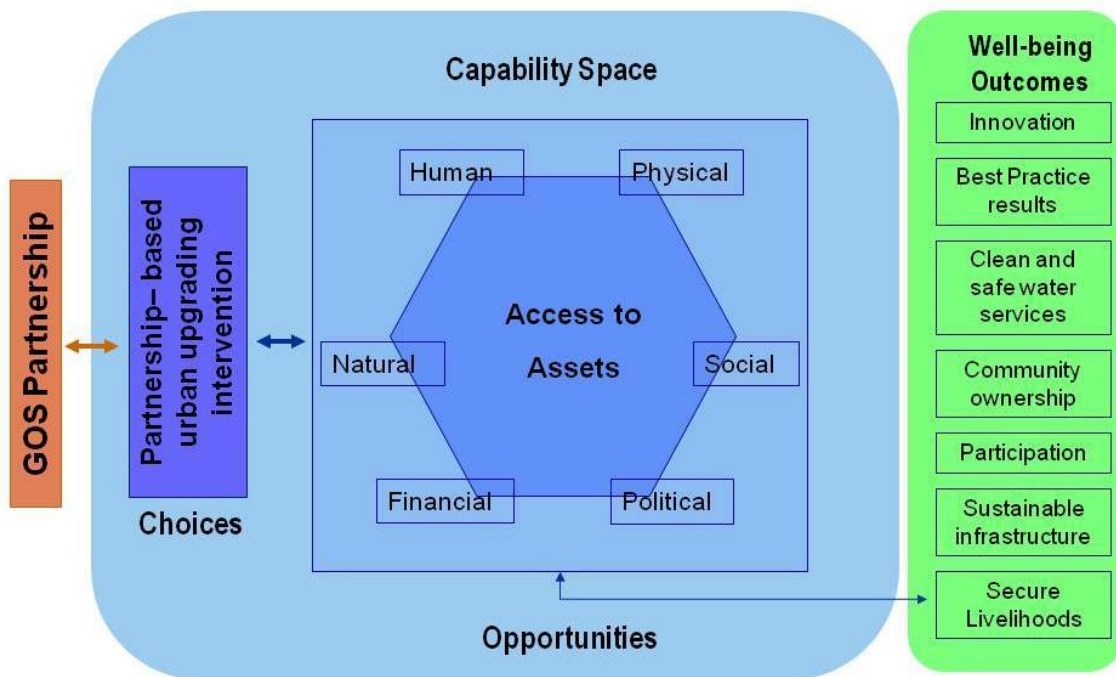 GOS Partnership
Partnership– based
urban upgrading
intervention
Choices
Capability Space
Human
Physical
Access to
Assets
Natural
Social
Financial
Political
Opportunities
Well-being
Outcomes
Innovation
Best Practice
results
Clean and
safe water
services
Community
ownership
Participation
Sustainable
infrastructure
Secure
Livelihoods